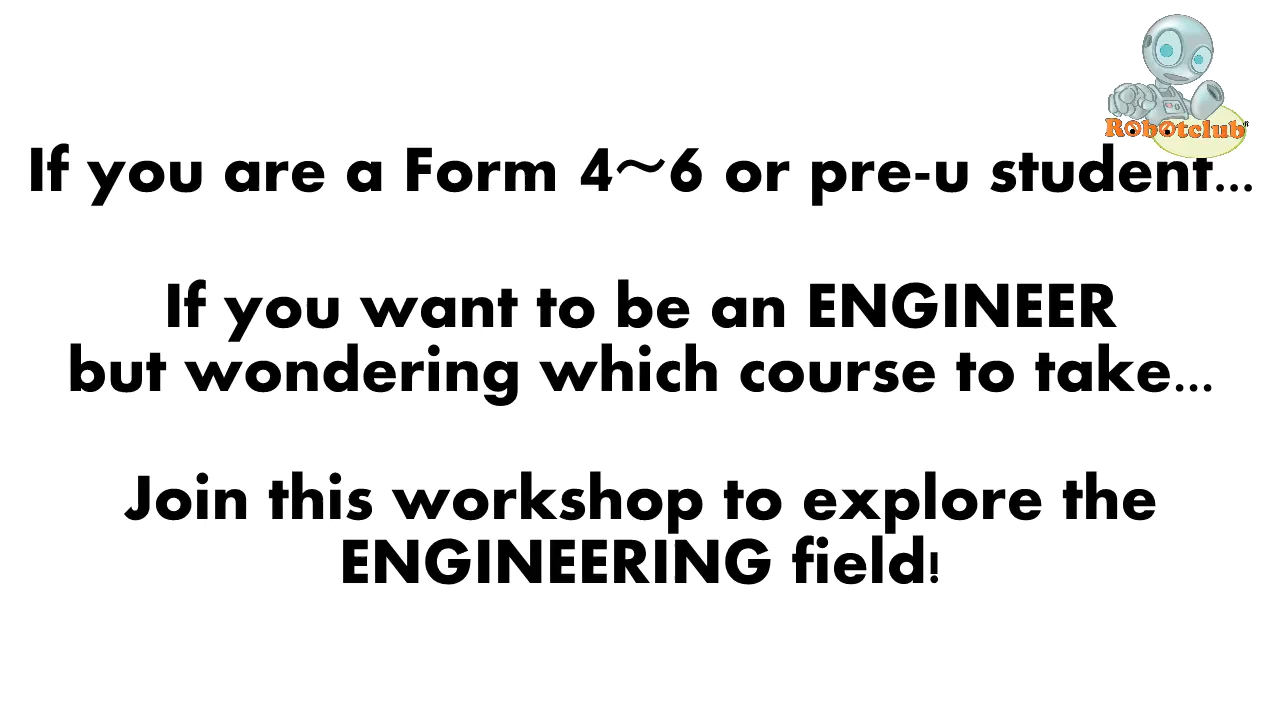 Robotclub®
If you are a Form 4~6 or pre-u student...
If you want to be an ENGINEER
but wondering which course to take...
Join this workshop to explore the
ENGINEERING field!